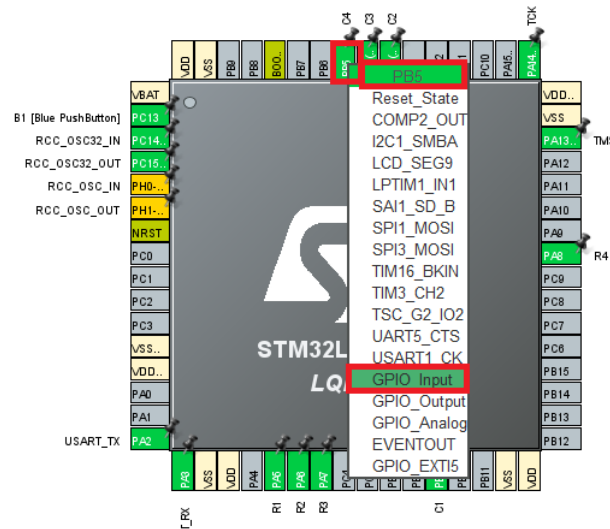 C4
C3
C2
TCK
VDD
VSS
PB9
PB8
BOO..
PB7
PB6
PB5
PC10
PA15..
PA14..
PB5
Reset_State
COMP2_OUT
I2C1_SMBA
LCD_SEG9
LPTIM1_IN1
SAI1_SD_B
SPI1_MOSI
SPI3_MOSI
TIM16_BKIN
TIM3_CH2
TSC_G2_IO2
UART5_CTS
USART1_CK
GPIO_Input
GPIO_Output
GPIO_Analog
EVENTOUT
GPIO_EXTI5
VBAT
B1 [Blue PushButton] PC13
RCC_OSC32_IN PC14..
RCC_OSC32_OUT PC15..
RCC_OSC_IN PH0-..
RCC_OSC_OUT PH1-..
NRST
PC0
PC1
PC2
PC3
VSS..
VDD..
PA0
PA1
USART_TX PA2
STM32L
LQ
VDD..
VSS
PA13.. TMS
PA12
PA11
PA10
PA9
PA8 R4
PC9
PC8
PC7
PC6
PB15
PB14
PB13
PB12
PA3
VSS
VDD
PA4
PA5
PA6
PA7
PC4
PB11
VSS
VDD
R1
R2
R3
C1